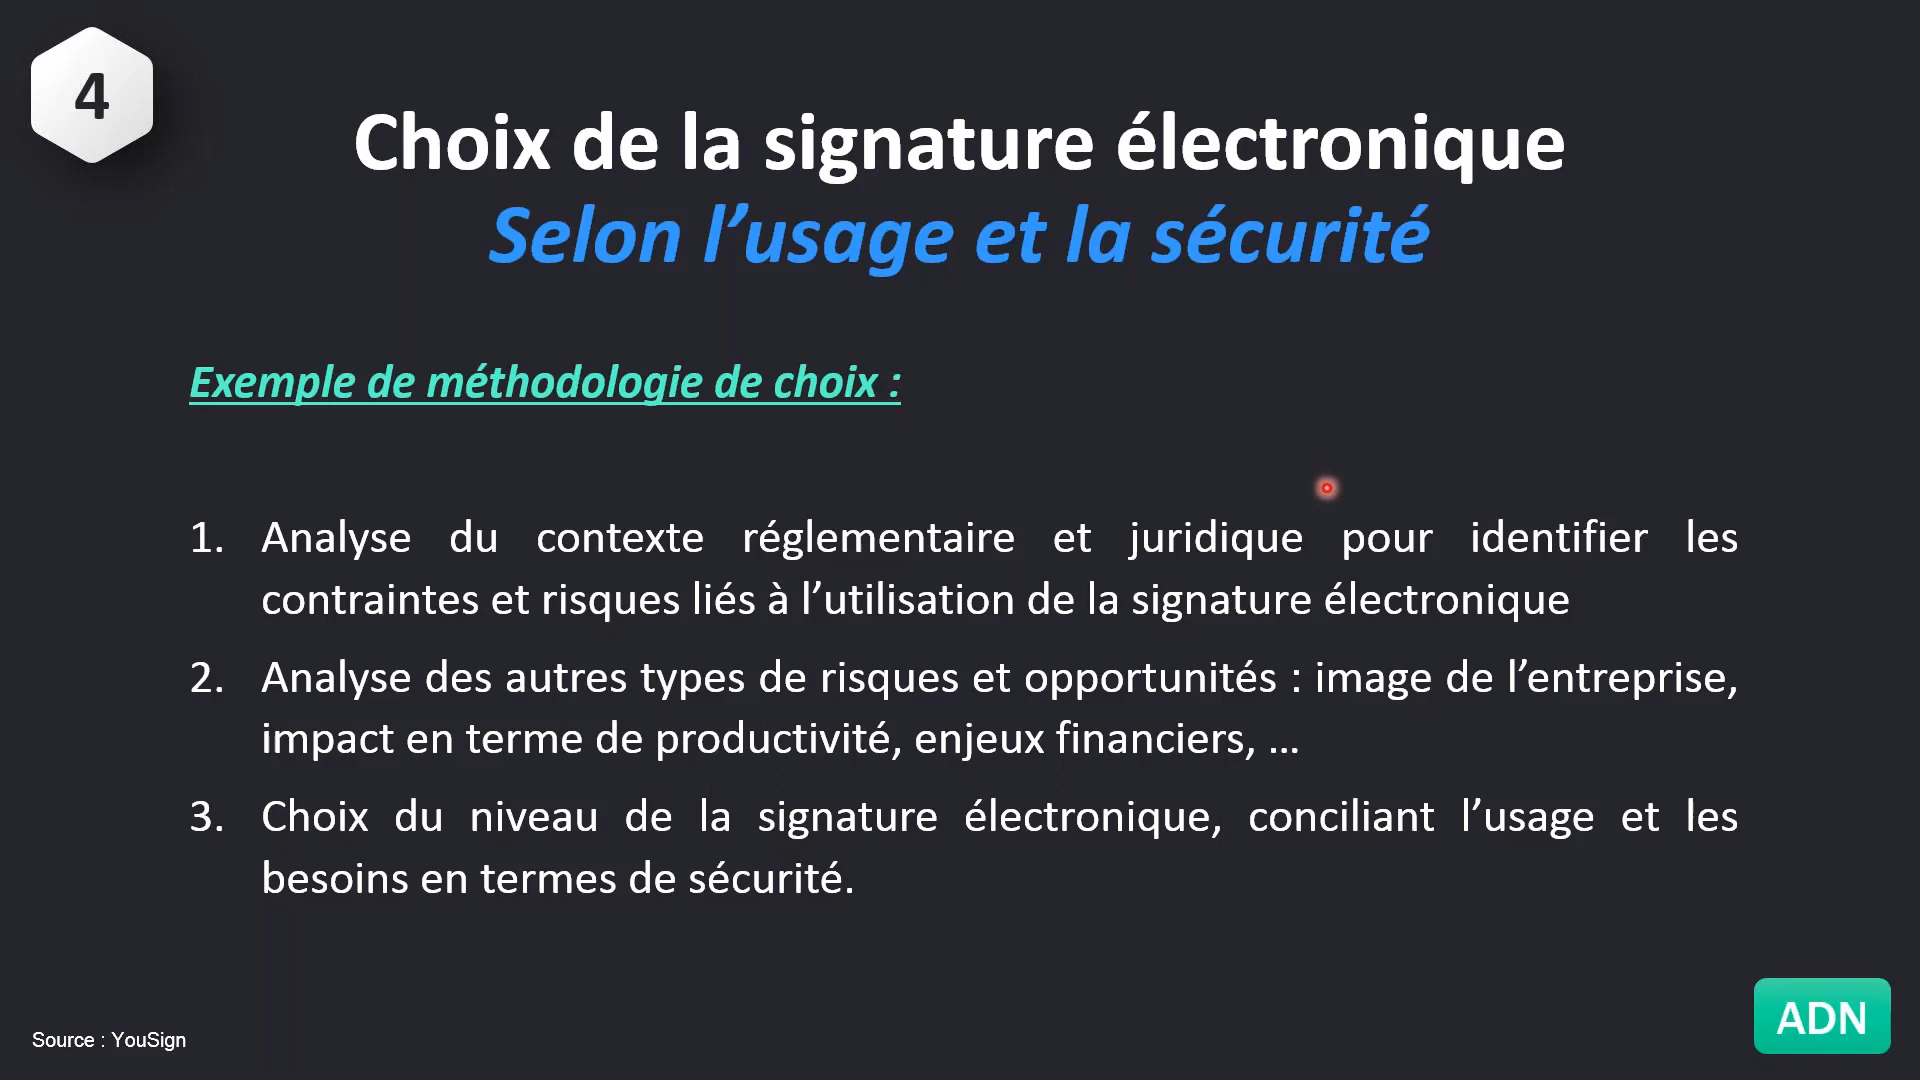 4
Choix de la signature électronique
Selon l’usage et la sécurité
Exemple de méthodologie de choix :
1. Analyse du contexte réglementaire et juridique pour identifier les
contraintes et risques liés à l’utilisation de la signature électronique
2. Analyse des autres types de risques et opportunités : image de l’entreprise,
impact en terme de productivité, enjeux financiers, …
3. Choix du niveau de la signature électronique, conciliant l’usage et les
besoins en termes de sécurité.
Source : YouSign
ADN